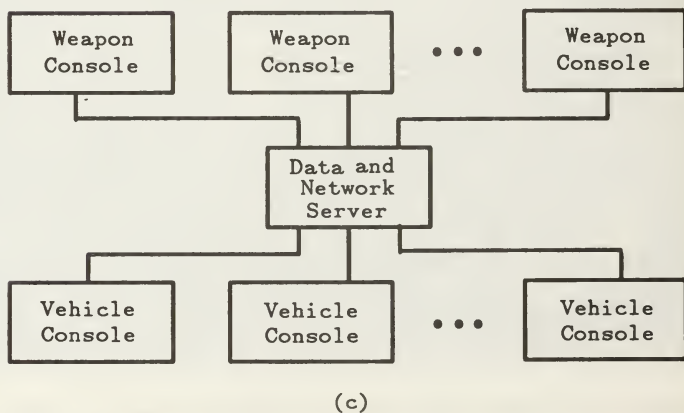 Weapon
Console
Weapon
Console
Weapon
Console
Data and
Network
Server
Vehicle
Console
Vehicle
Console
Vehicle
Console
(c)